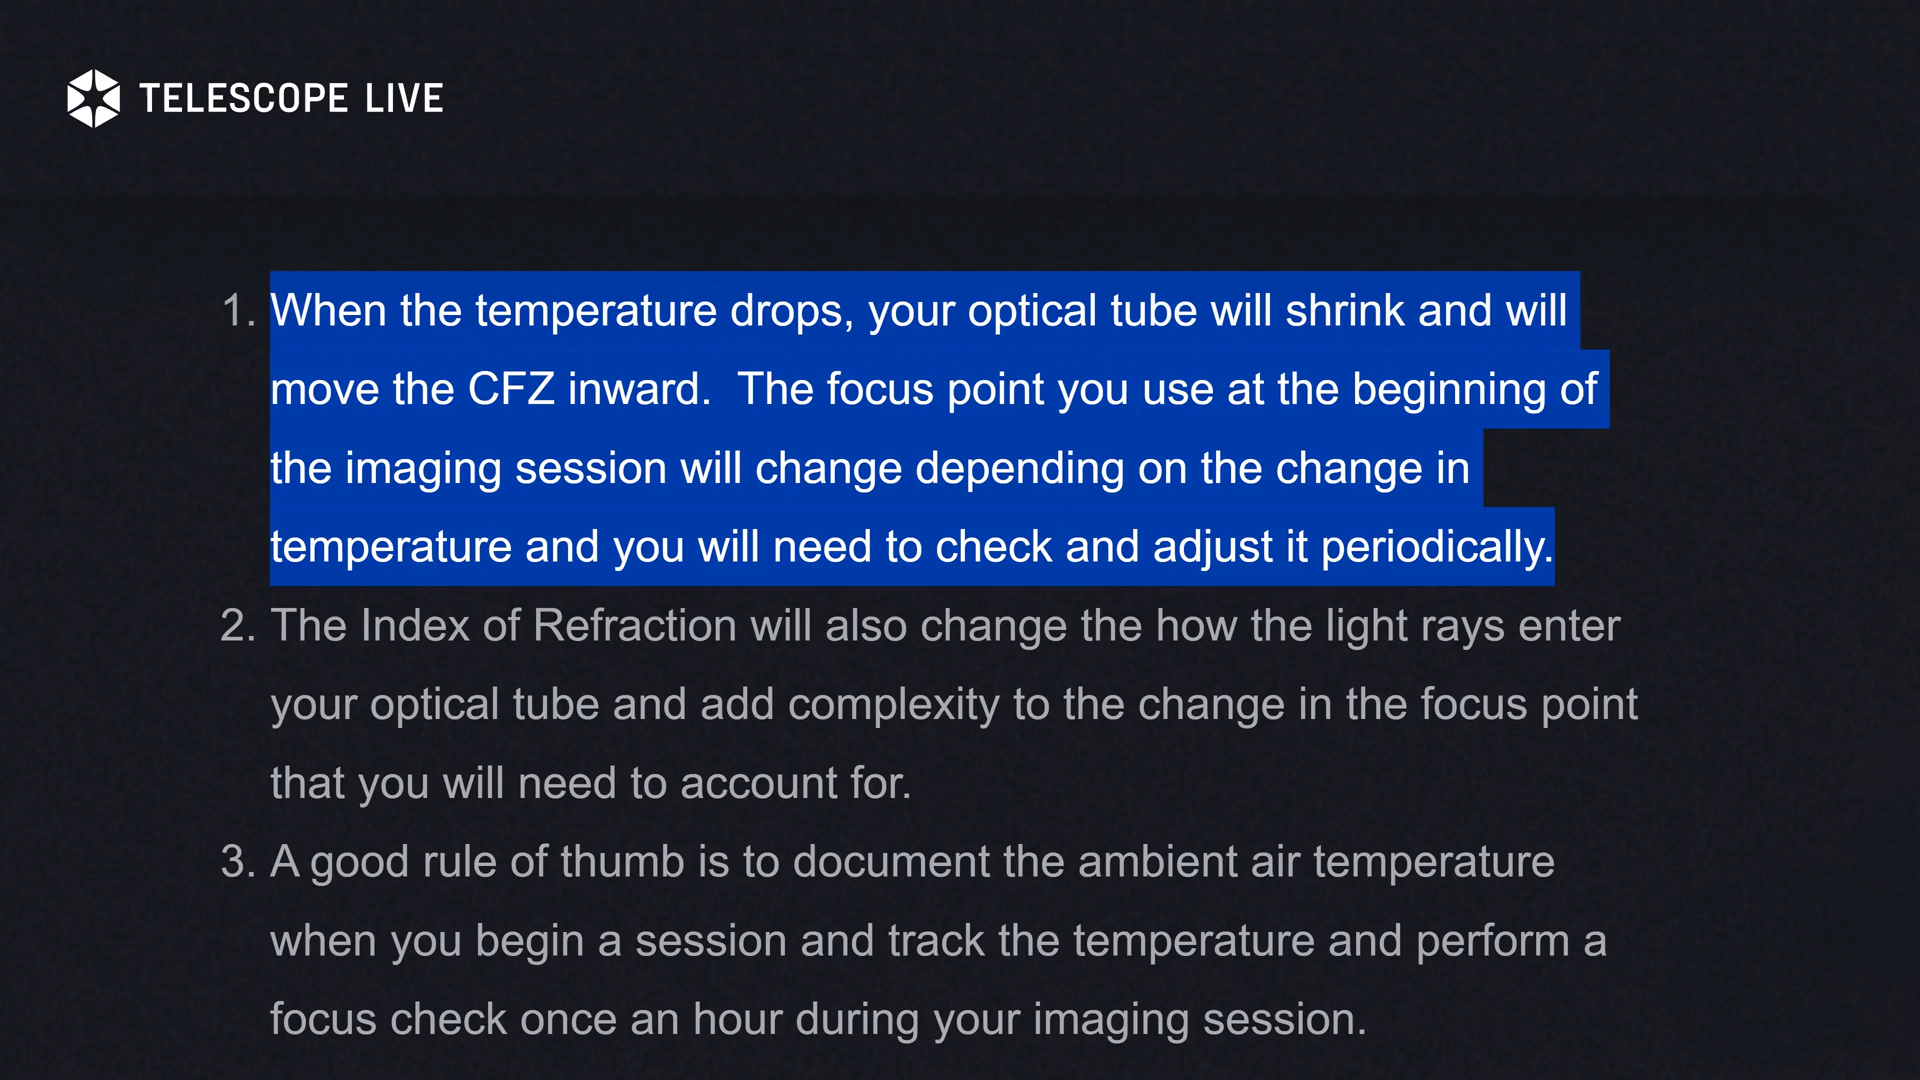 TELESCOPE LIVE
1. When the temperature drops, your optical tube will shrink and will
move the CFZ inward.  The focus point you use at the beginning of
the imaging session will change depending on the change in
temperature and you will need to check and adjust it periodically.
2. The Index of Refraction will also change the how the light rays enter
your optical tube and add complexity to the change in the focus point
that you will need to account for.
3. A good rule of thumb is to document the ambient air temperature
when you begin a session and track the temperature and perform a
focus check once an hour during your imaging session.